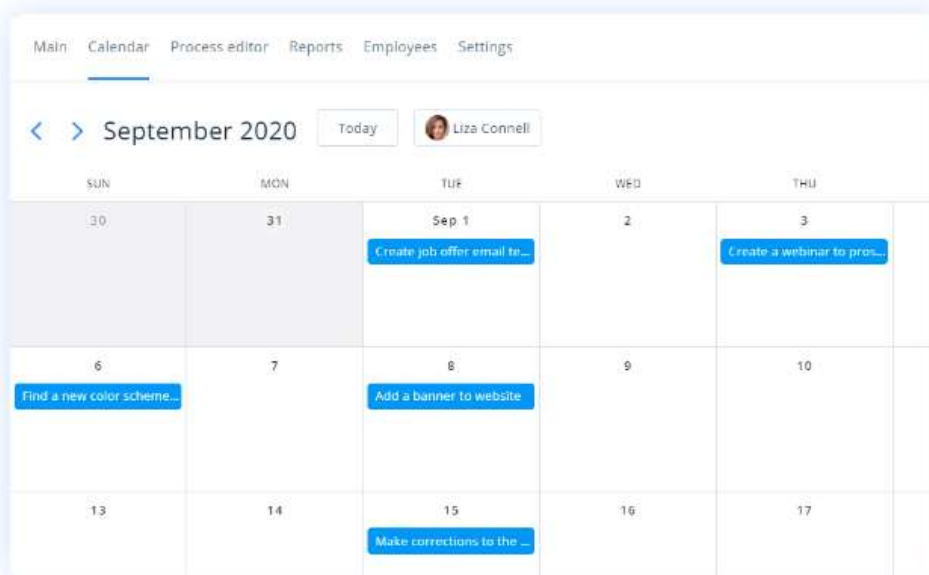 Main Calendar Process editor Reports Employees Settings
September 2020 Today Liza Connell
SUN MON TUE WED THU
30 31 Sep 1 2 3
Create job offer email te... Create a webinar to pros...
6 7 8 9 10
Find a new color scheme... Add a banner to website
13 14 15 16 17
Make corrections to the ...